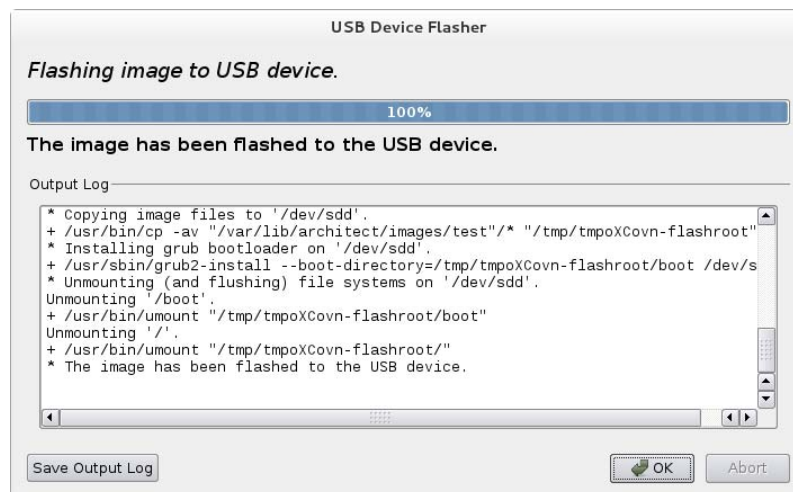 USB Device Flasher
Flashing image to USB device.
100%
The image has been flashed to the USB device.
Output Log
* Copying image files to '/dev/sdd'.
+ /usr/bin/cp -av "/var/lib/architect/images/test"/* "/tmp/tmpoXCovn-flashroot"
* Installing grub bootloader on '/dev/sdd'.
+ /usr/sbin/grub2-install --boot-directory=/tmp/tmpoXCovn-flashroot/boot /dev/s
* Unmounting (and flushing) file systems on '/dev/sdd'.
Unmounting '/boot'.
+ /usr/bin/umount "/tmp/tmpoXCovn-flashroot/boot"
Unmounting '/'.
+ /usr/bin/umount "/tmp/tmpoXCovn-flashroot/"
* The image has been flashed to the USB device.
Save Output Log
OK
Abort